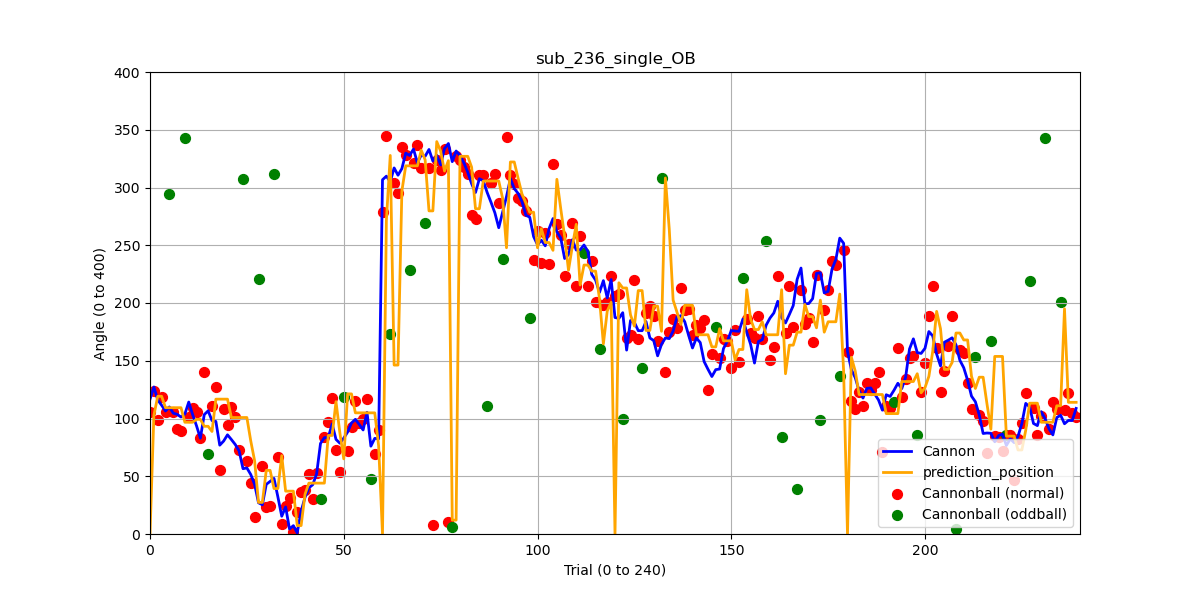 sub_236_single_OB
Angle (0 to 400)
400
350
300
250
200
150
100
50
0
0
50
100
150
200
Trial (0 to 240)
Cannon
prediction_position
Cannonball (normal)
Cannonball (oddball)